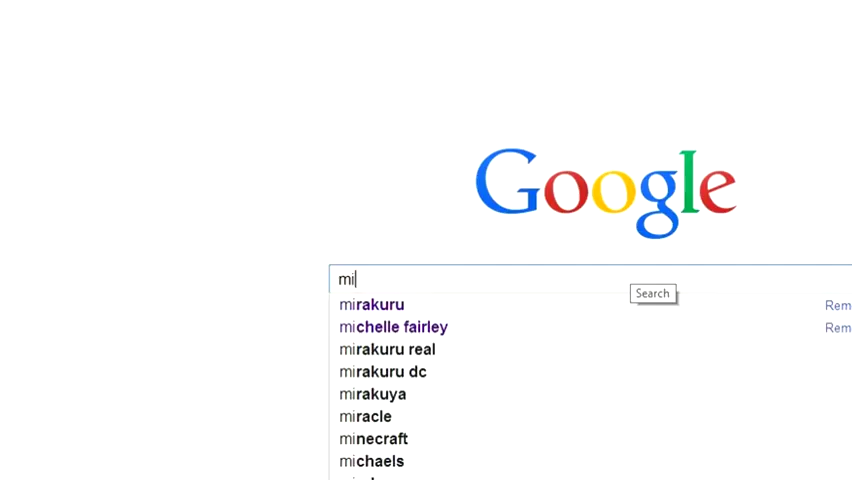 Google
mi
Search
mirakuru
Rem
michelle fairley
Rem
mirakuru real
mirakuru dc
mirakuya
miracle
minecraft
michaels